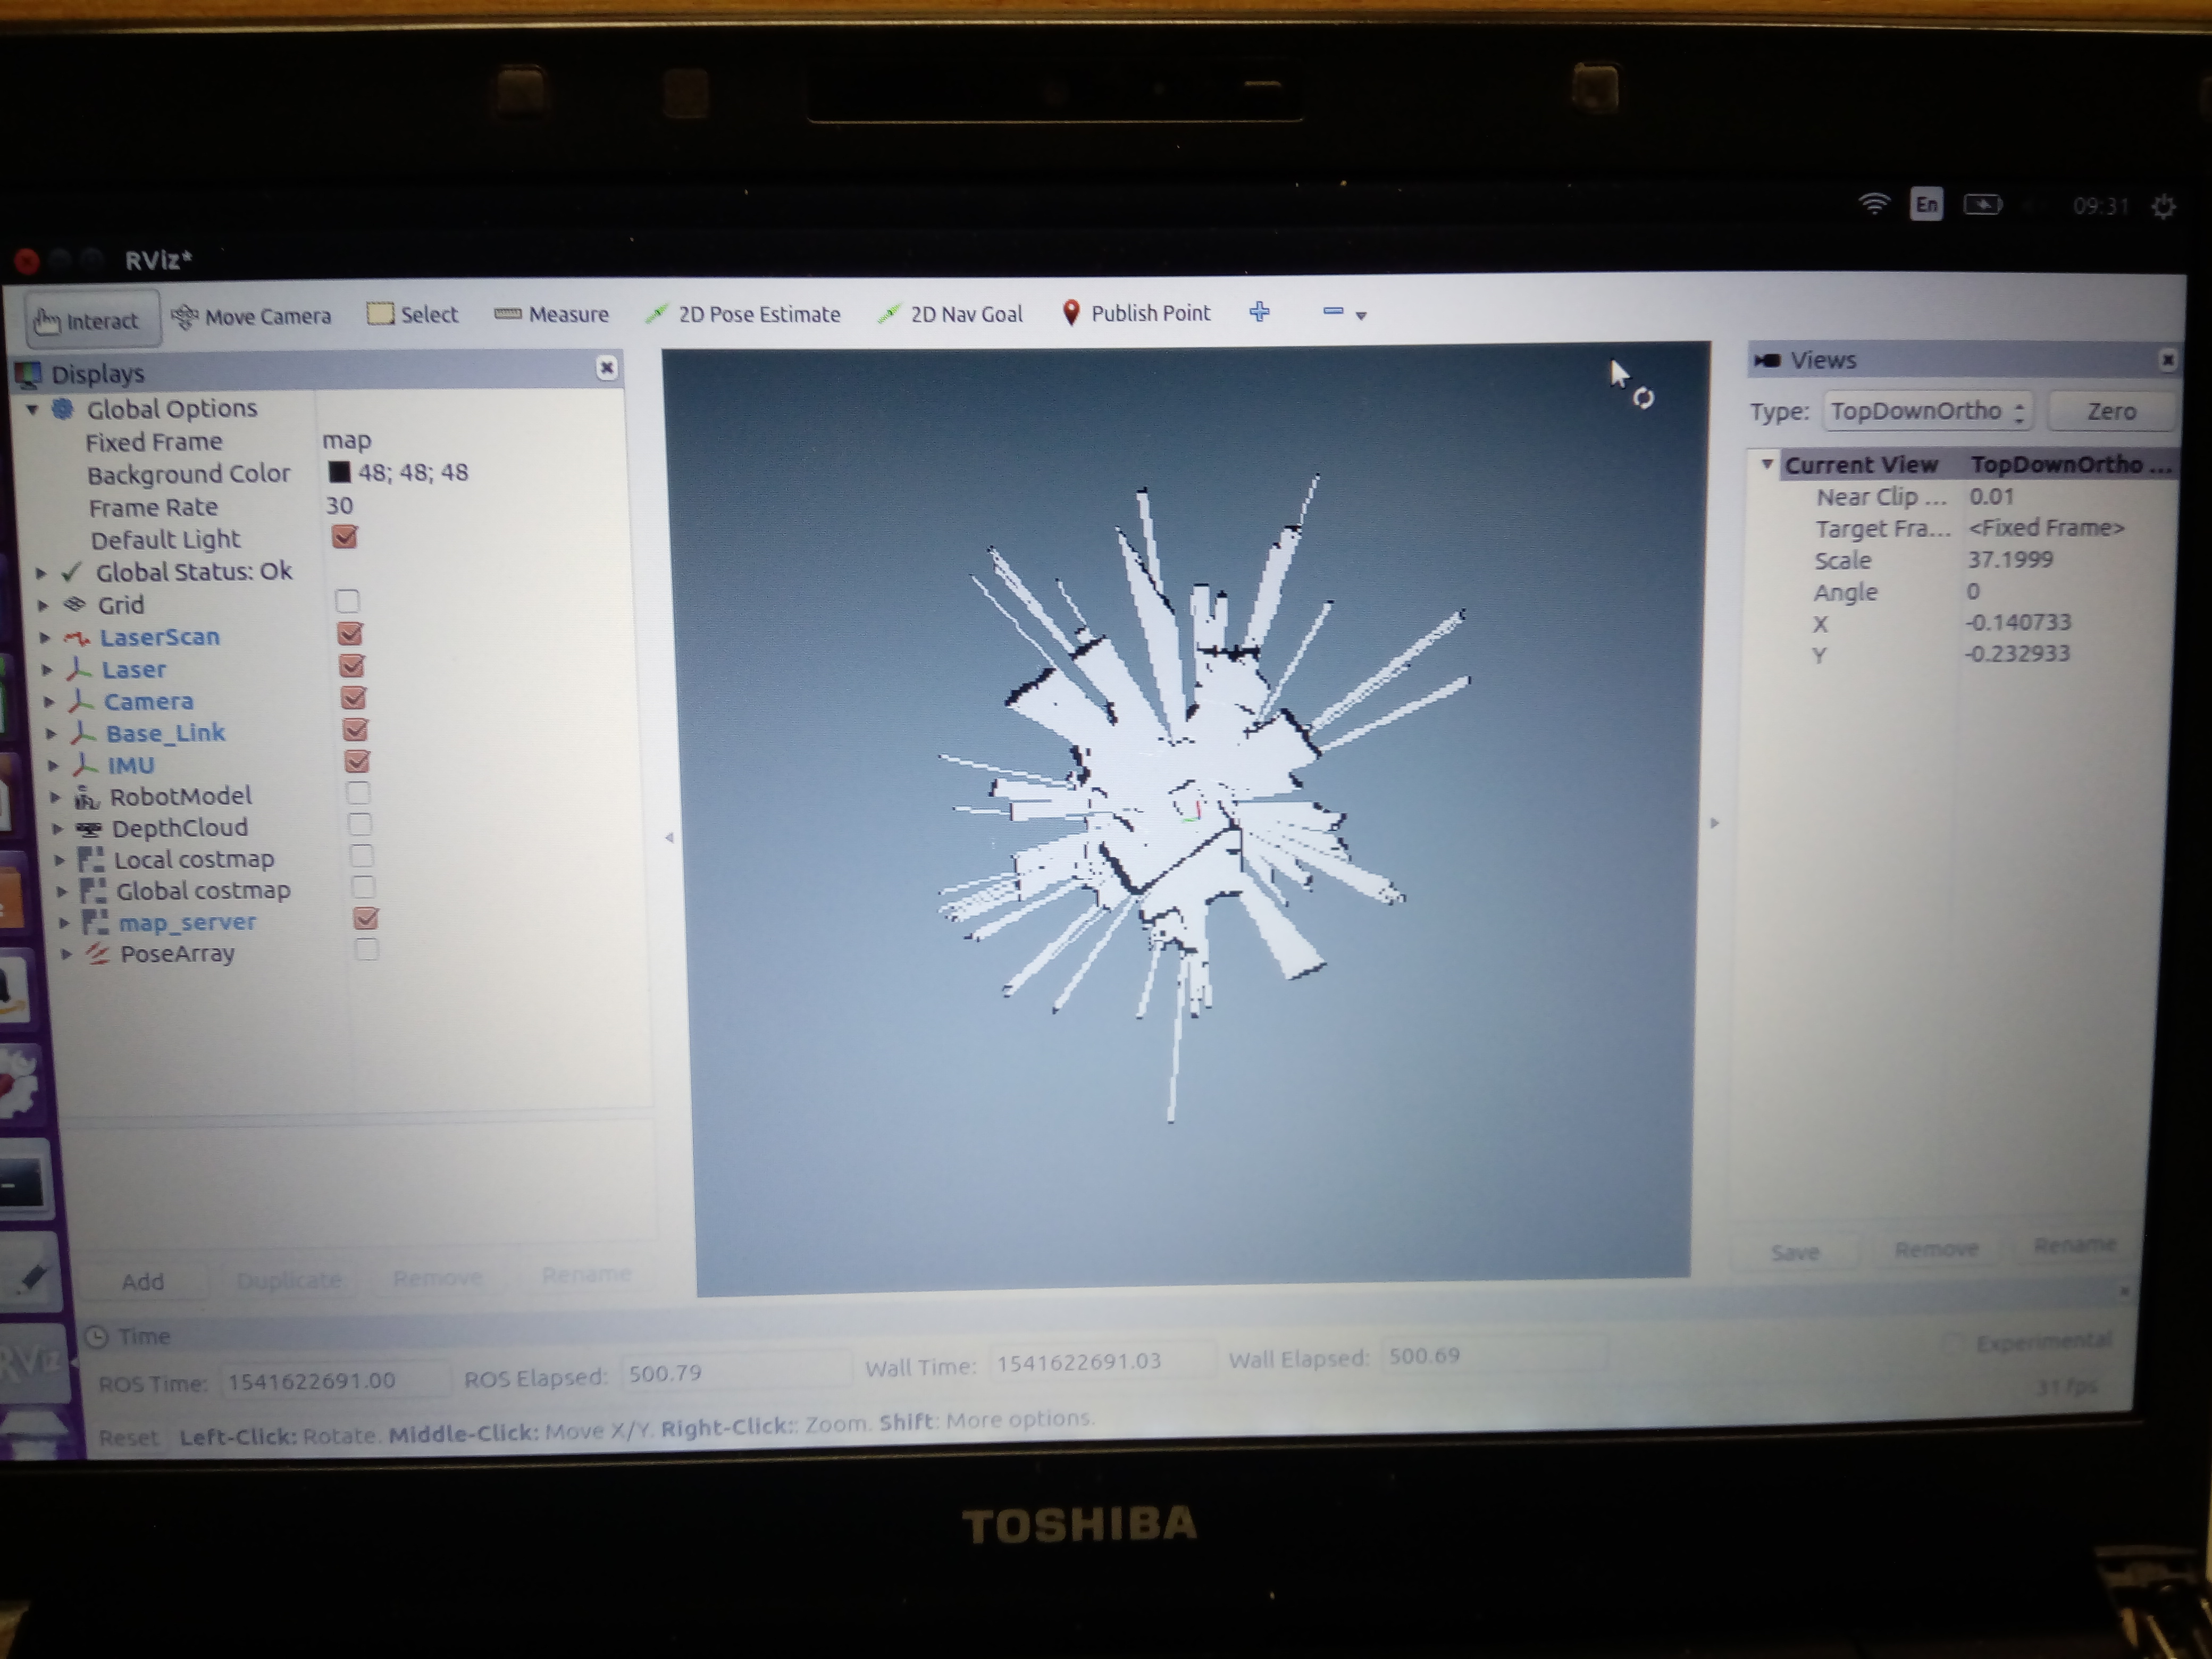 En 09:31
RViz*
Interact Move Camera Select Measure 2D Pose Estimate 2D Nav Goal Publish Point
Displays
Global Options
Fixed Frame map
Background Color 48; 48; 48
Frame Rate 30
Default Light
Global Status: Ok
Grid
LaserScan
Laser
Camera
Base_Link
IMU
RobotModel
DepthCloud
Local costmap
Global costmap
map_server
PoseArray
Add Duplicate Remove Rename
Views
Type: TopDownOrtho Zero
Current View TopDownOrtho ...
Near Clip ... 0.01
Target Fra... <Fixed Frame>
Scale 37.1999
Angle 0
X -0.140733
Y -0.232933
Save Remove Rename
Time
ROS Time: 1541622691.00 ROS Elapsed: 500.79 Wall Time: 1541622691.03 Wall Elapsed: 500.69 Experimental
Reset Left-Click: Rotate. Middle-Click: Move X/Y. Right-Click:: Zoom. Shift: More options. 31 fps
RViz
TOSHIBA